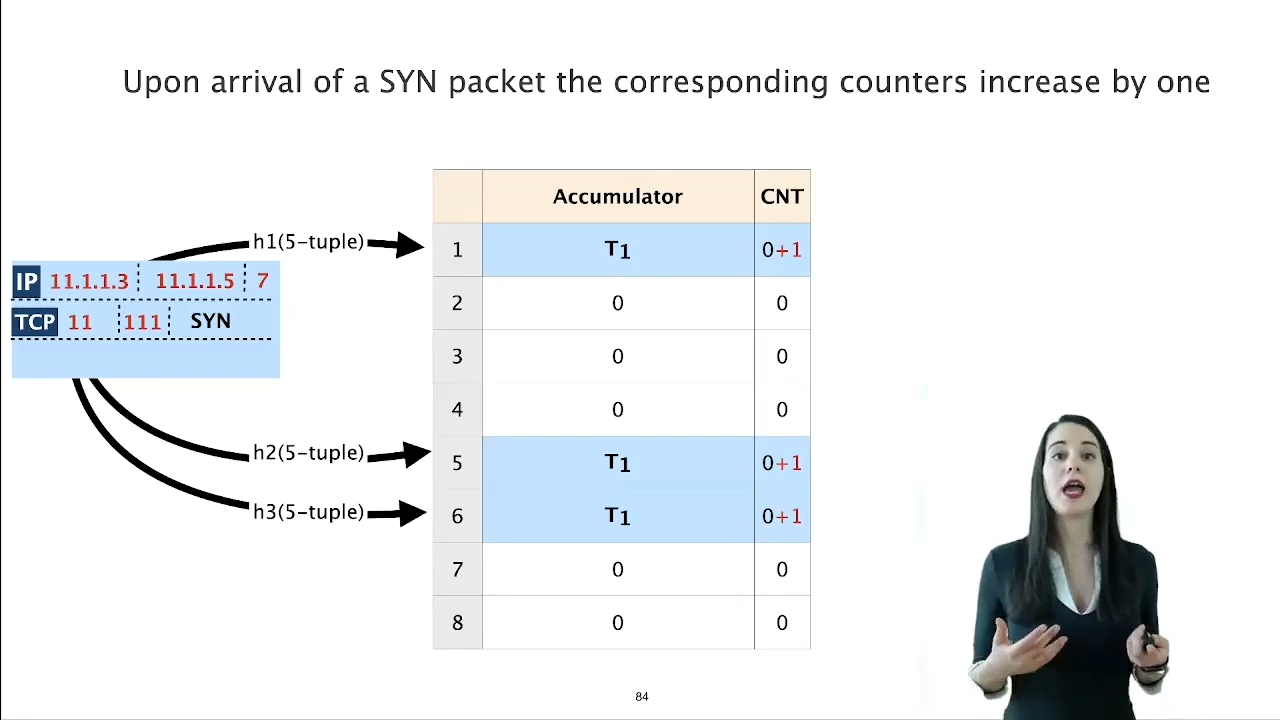 Upon arrival of a SYN packet the corresponding counters increase by one
Accumulator CNT
h1(5-tuple) 1 T1 0+1
IP 11.1.1.3 11.1.1.5 7
2 0 0
TCP 11 111 SYN
3 0 0
4 0 0
h2(5-tuple) 5 T1 0+1
h3(5-tuple) 6 T1 0+1
7 0 0
8 0 0
84